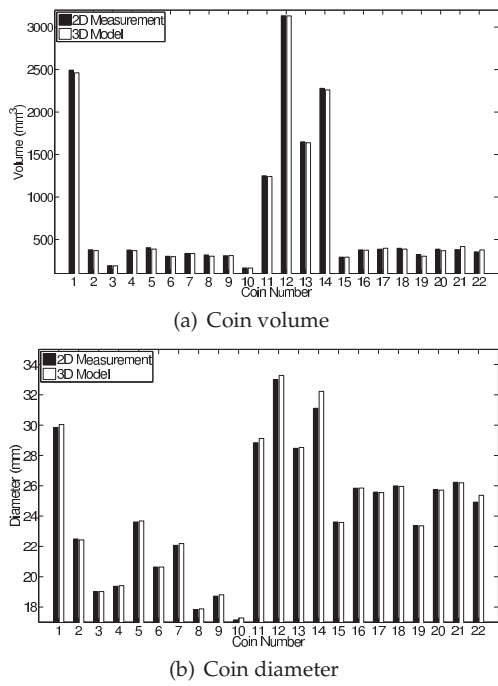 2D Measurement
3D Model
3000
2500
2000
1500
1000
500
Volume (mm³)
1 2 3 4 5 6 7 8 9 10 11 12 13 14 15 16 17 18 19 20 21 22
Coin Number
(a) Coin volume
2D Measurement
3D Model
34
32
30
28
26
24
22
20
18
Diameter (mm)
1 2 3 4 5 6 7 8 9 10 11 12 13 14 15 16 17 18 19 20 21 22
Coin Number
(b) Coin diameter